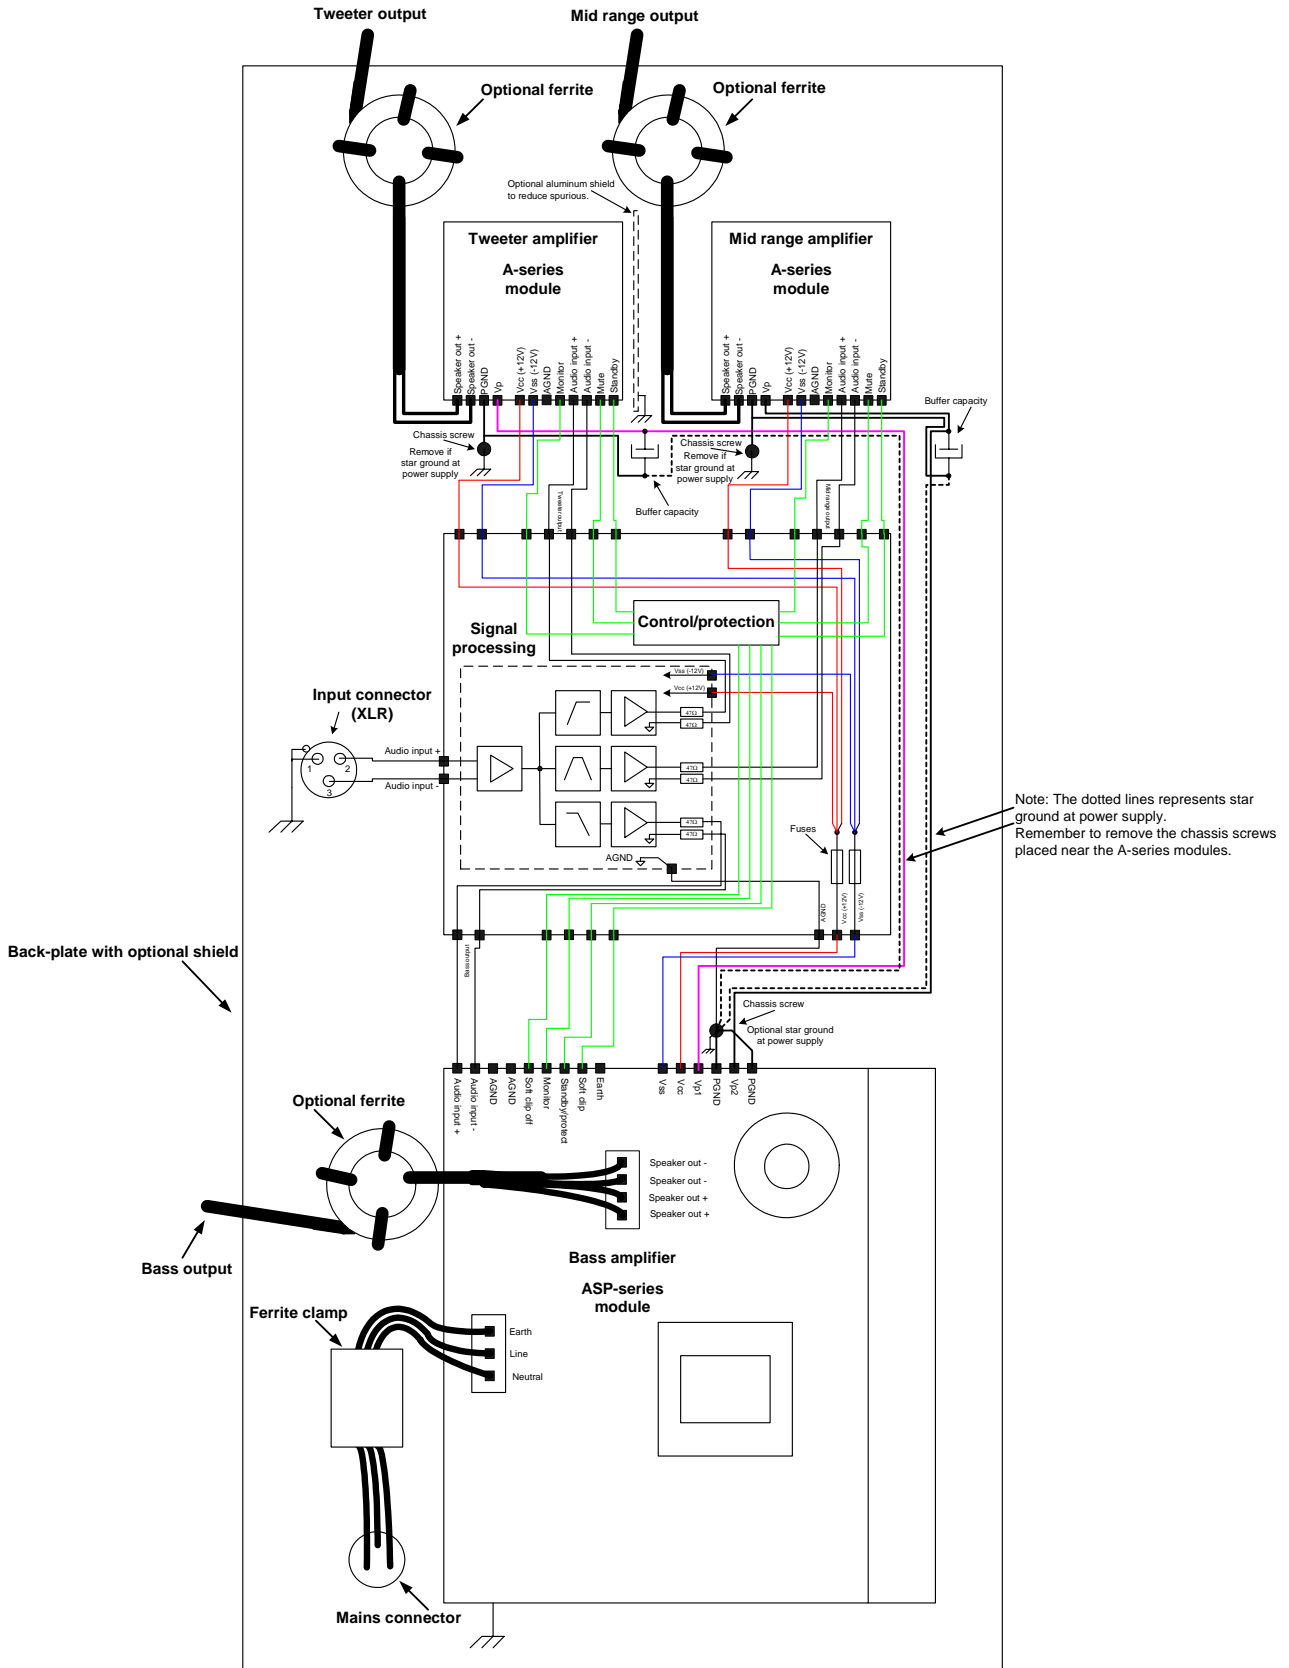 Tweeter output
Mid range output
Optional ferrite
Optional ferrite
Optional aluminum shield
to reduce spurious.
Tweeter amplifier
A-series
module
Mid range amplifier
A-series
module
Speaker out +
Speaker out -
PGND
Vp
Vcc (+12V)
Vss (-12V)
AGND
Monitor
Audio input +
Audio input -
Mute
Standby
Speaker out +
Speaker out -
PGND
Vp
Vcc (+12V)
Vss (-12V)
AGND
Monitor
Audio input +
Audio input -
Mute
Standby
Buffer capacity
Chassis screw
Remove if
star ground at
power supply
Chassis screw
Remove if
star ground at
power supply
Buffer capacity
Tweeter output
Mid range output
Control/protection
Signal
processing
Vss (-12V)
Vcc (+12V)
47Ω
47Ω
Input connector
(XLR)
Audio input +
1
2
3
Audio input -
47Ω
47Ω
47Ω
47Ω
Fuses
AGND
Note: The dotted lines represents star
ground at power supply.
Remember to remove the chassis screws
placed near the A-series modules.
AGND
Vcc (+12V)
Vss (-12V)
Bass output
Back-plate with optional shield
Chassis screw
Optional star ground
at power supply
Audio input +
Audio input -
AGND
AGND
Soft clip off
Monitor
Standby/protect
Soft clip
Earth
Vss
Vcc
Vp1
PGND
Vp2
PGND
Optional ferrite
Speaker out -
Speaker out -
Speaker out +
Speaker out +
Bass output
Bass amplifier
ASP-series
module
Ferrite clamp
Earth
Line
Neutral
Mains connector